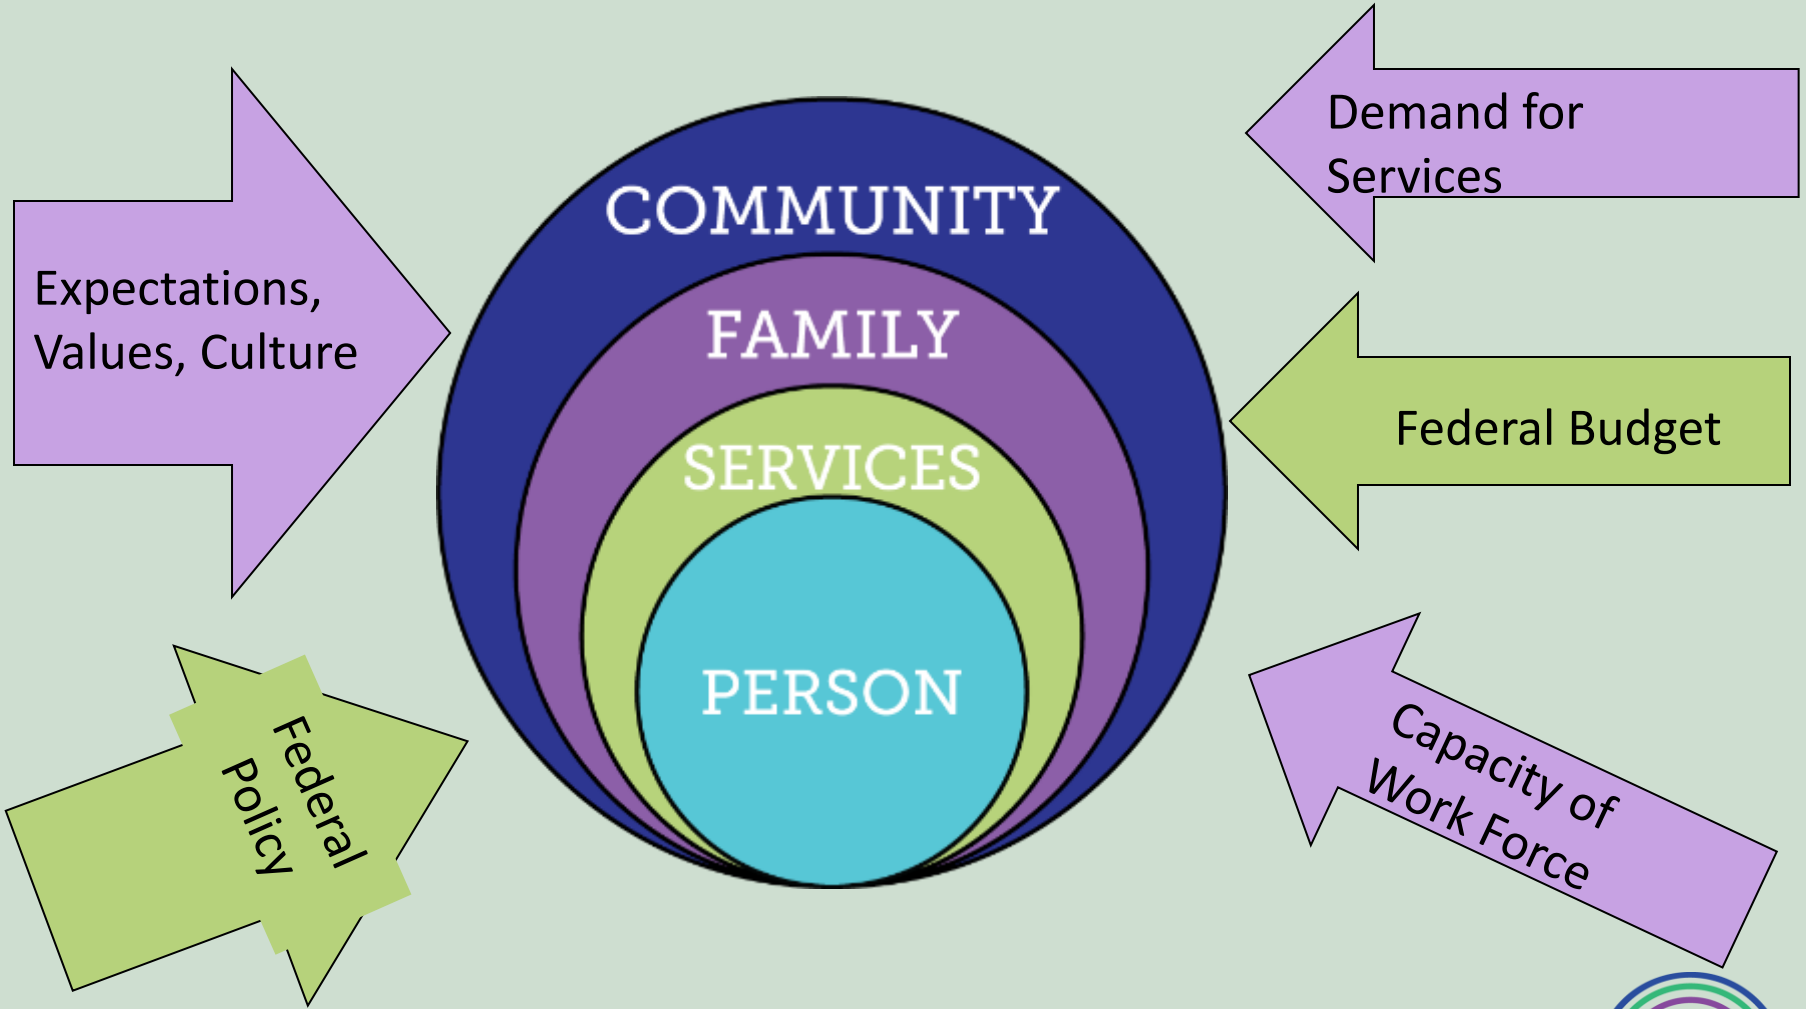 Expectations,
Values, Culture
Federal
Policy
COMMUNITY
FAMILY
SERVICES
PERSON
Demand for
Services
Federal Budget
Capacity of
Work Force